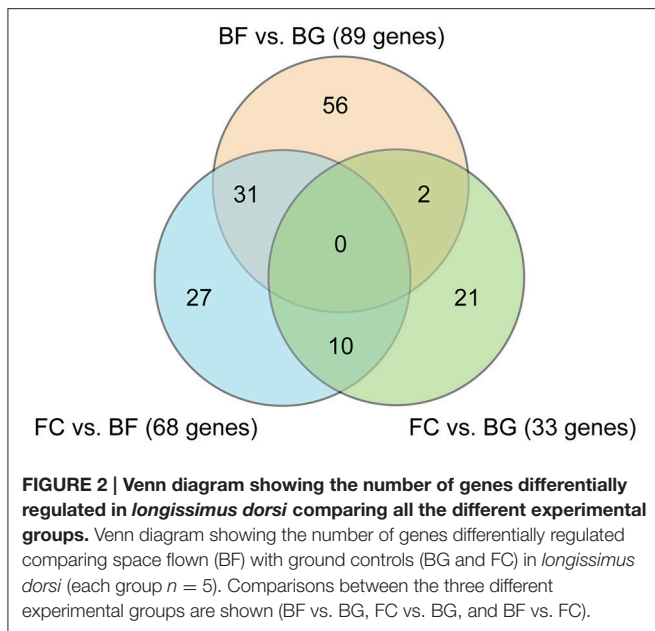 BF vs. BG (89 genes)
56
31
2
0
27
21
10
FC vs. BF (68 genes)
FC vs. BG (33 genes)
FIGURE 2 | Venn diagram showing the number of genes differentially
regulated in longissimus dorsi comparing all the different experimental
groups. Venn diagram showing the number of genes differentially regulated
comparing space flown (BF) with ground controls (BG and FC) in longissimus
dorsi (each group n = 5). Comparisons between the three different
experimental groups are shown (BF vs. BG, FC vs. BG, and BF vs. FC).